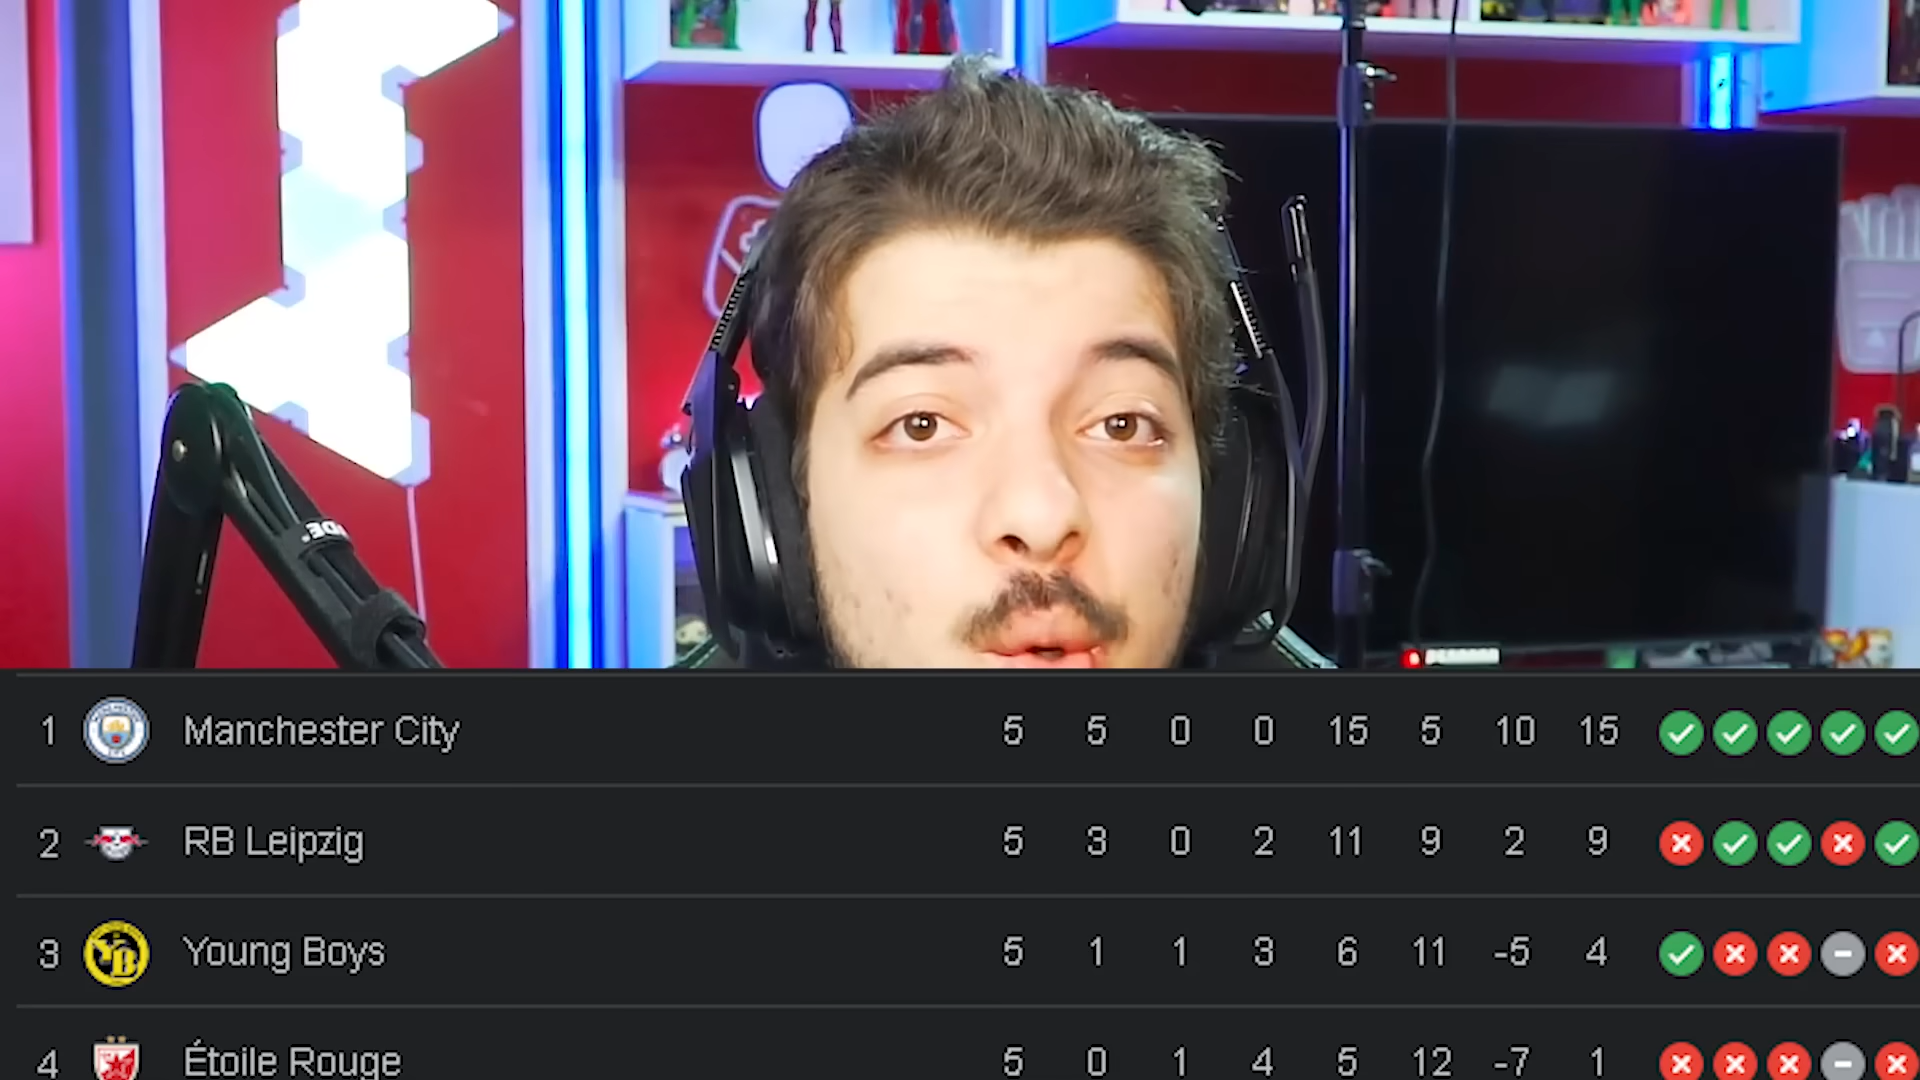 1 Manchester City 5 5 0 0 15 5 10 15
2 RB Leipzig 5 3 0 2 11 9 2 9
3 Young Boys 5 1 1 3 6 11 -5 4
4 Étoile Rouge 5 0 1 4 5 12 -7 1